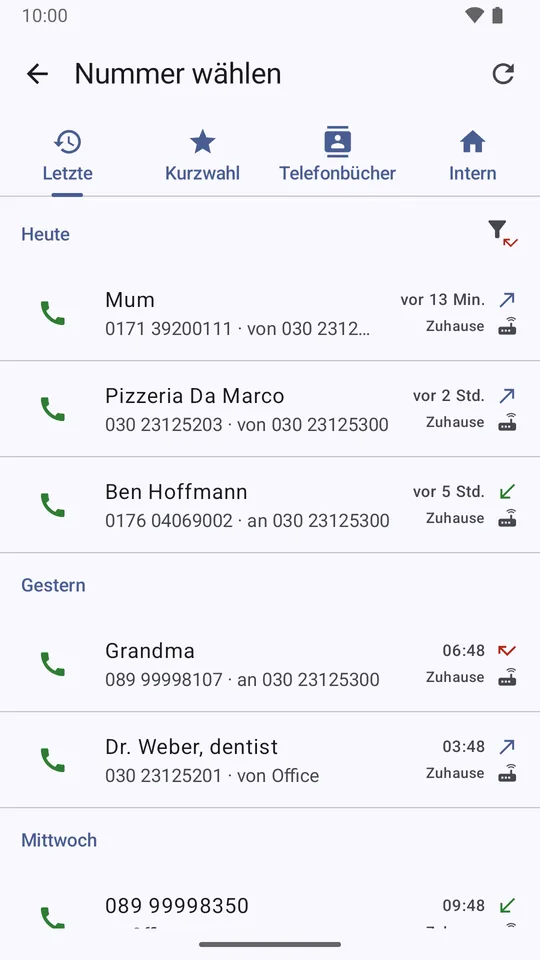 10:00
Nummer wählen
Letzte
Kurzwahl
Telefonbücher
Intern
Heute
Mum
vor 13 Min.
0171 39200111 · von 030 2312…
Zuhause
Pizzeria Da Marco
vor 2 Std.
030 23125203 · von 030 23125300
Zuhause
Ben Hoffmann
vor 5 Std.
0176 04069002 · an 030 23125300
Zuhause
Gestern
Grandma
06:48
089 99998107 · an 030 23125300
Zuhause
Dr. Weber, dentist
03:48
030 23125201 · von Office
Zuhause
Mittwoch
089 99998350
09:48